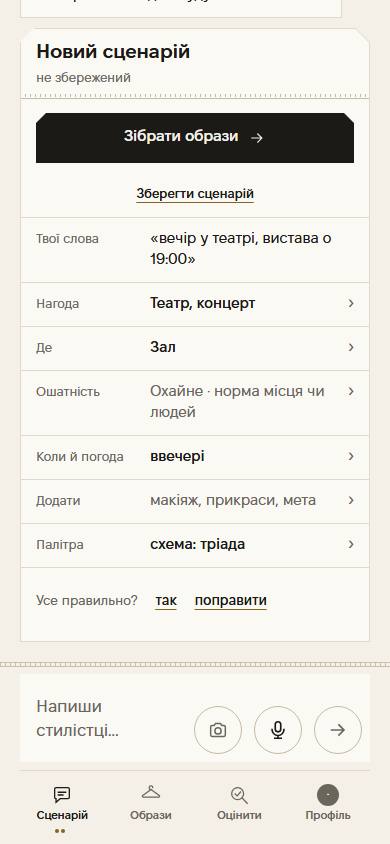 Новий сценарій
не збережений
Зібрати образи →
Зберегти сценарій
Твої слова
«вечір у театрі, вистава о
19:00»
Нагода
Театр, концерт
Де
Зал
Ошатність
Охайне · норма місця чи
людей
Коли й погода
ввечері
Додати
макіяж, прикраси, мета
Палітра
схема: тріада
Усе правильно? так поправити
Напиши
стилістці...
Сценарій
Образи
Оцінити
Профіль